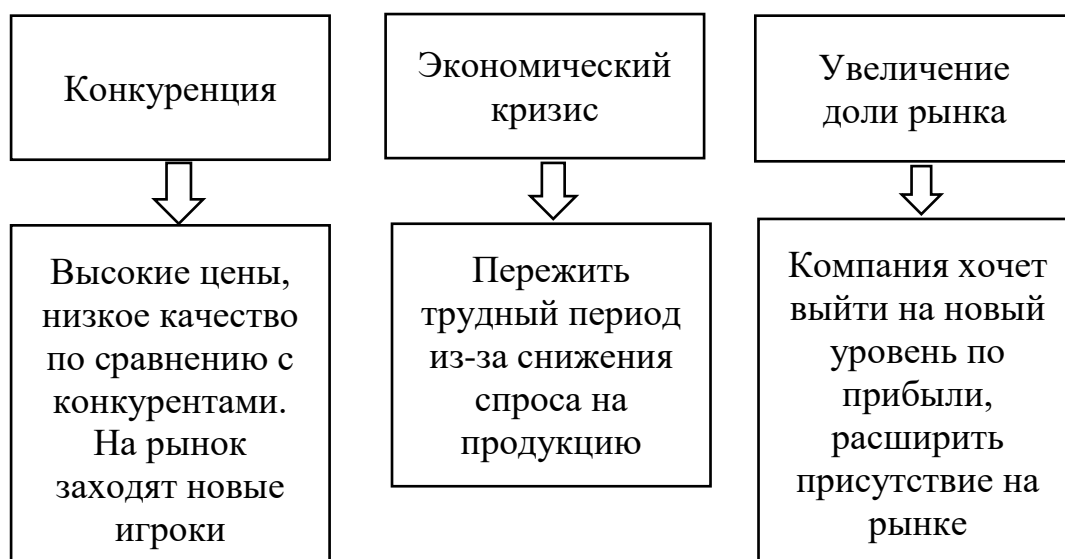 Конкуренция
Экономический
кризис
Увеличение
доли рынка
Высокие цены,
низкое качество
по сравнению с
конкурентами.
На рынок
заходят новые
игроки
Пережить
трудный период
из-за снижения
спроса на
продукцию
Компания хочет
выйти на новый
уровень по
прибыли,
расширить
присутствие на
рынке